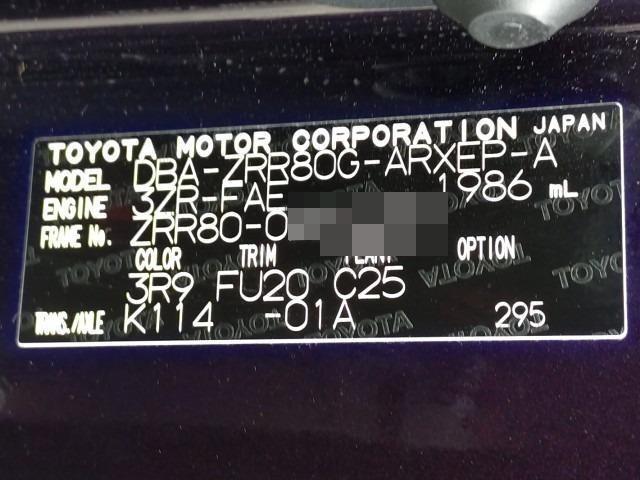 TOYOTA MOTOR CORPORATION JAPAN
MODEL DBA-ZRR80G-ARXEP-A
ENGINE 3ZR-FAE 1986 mL
FRAME No. ZRR80-0
COLOR TRIM PLANT OPTION
3R9 FU20 C25
TRANS./AXLE K114 -01A 295